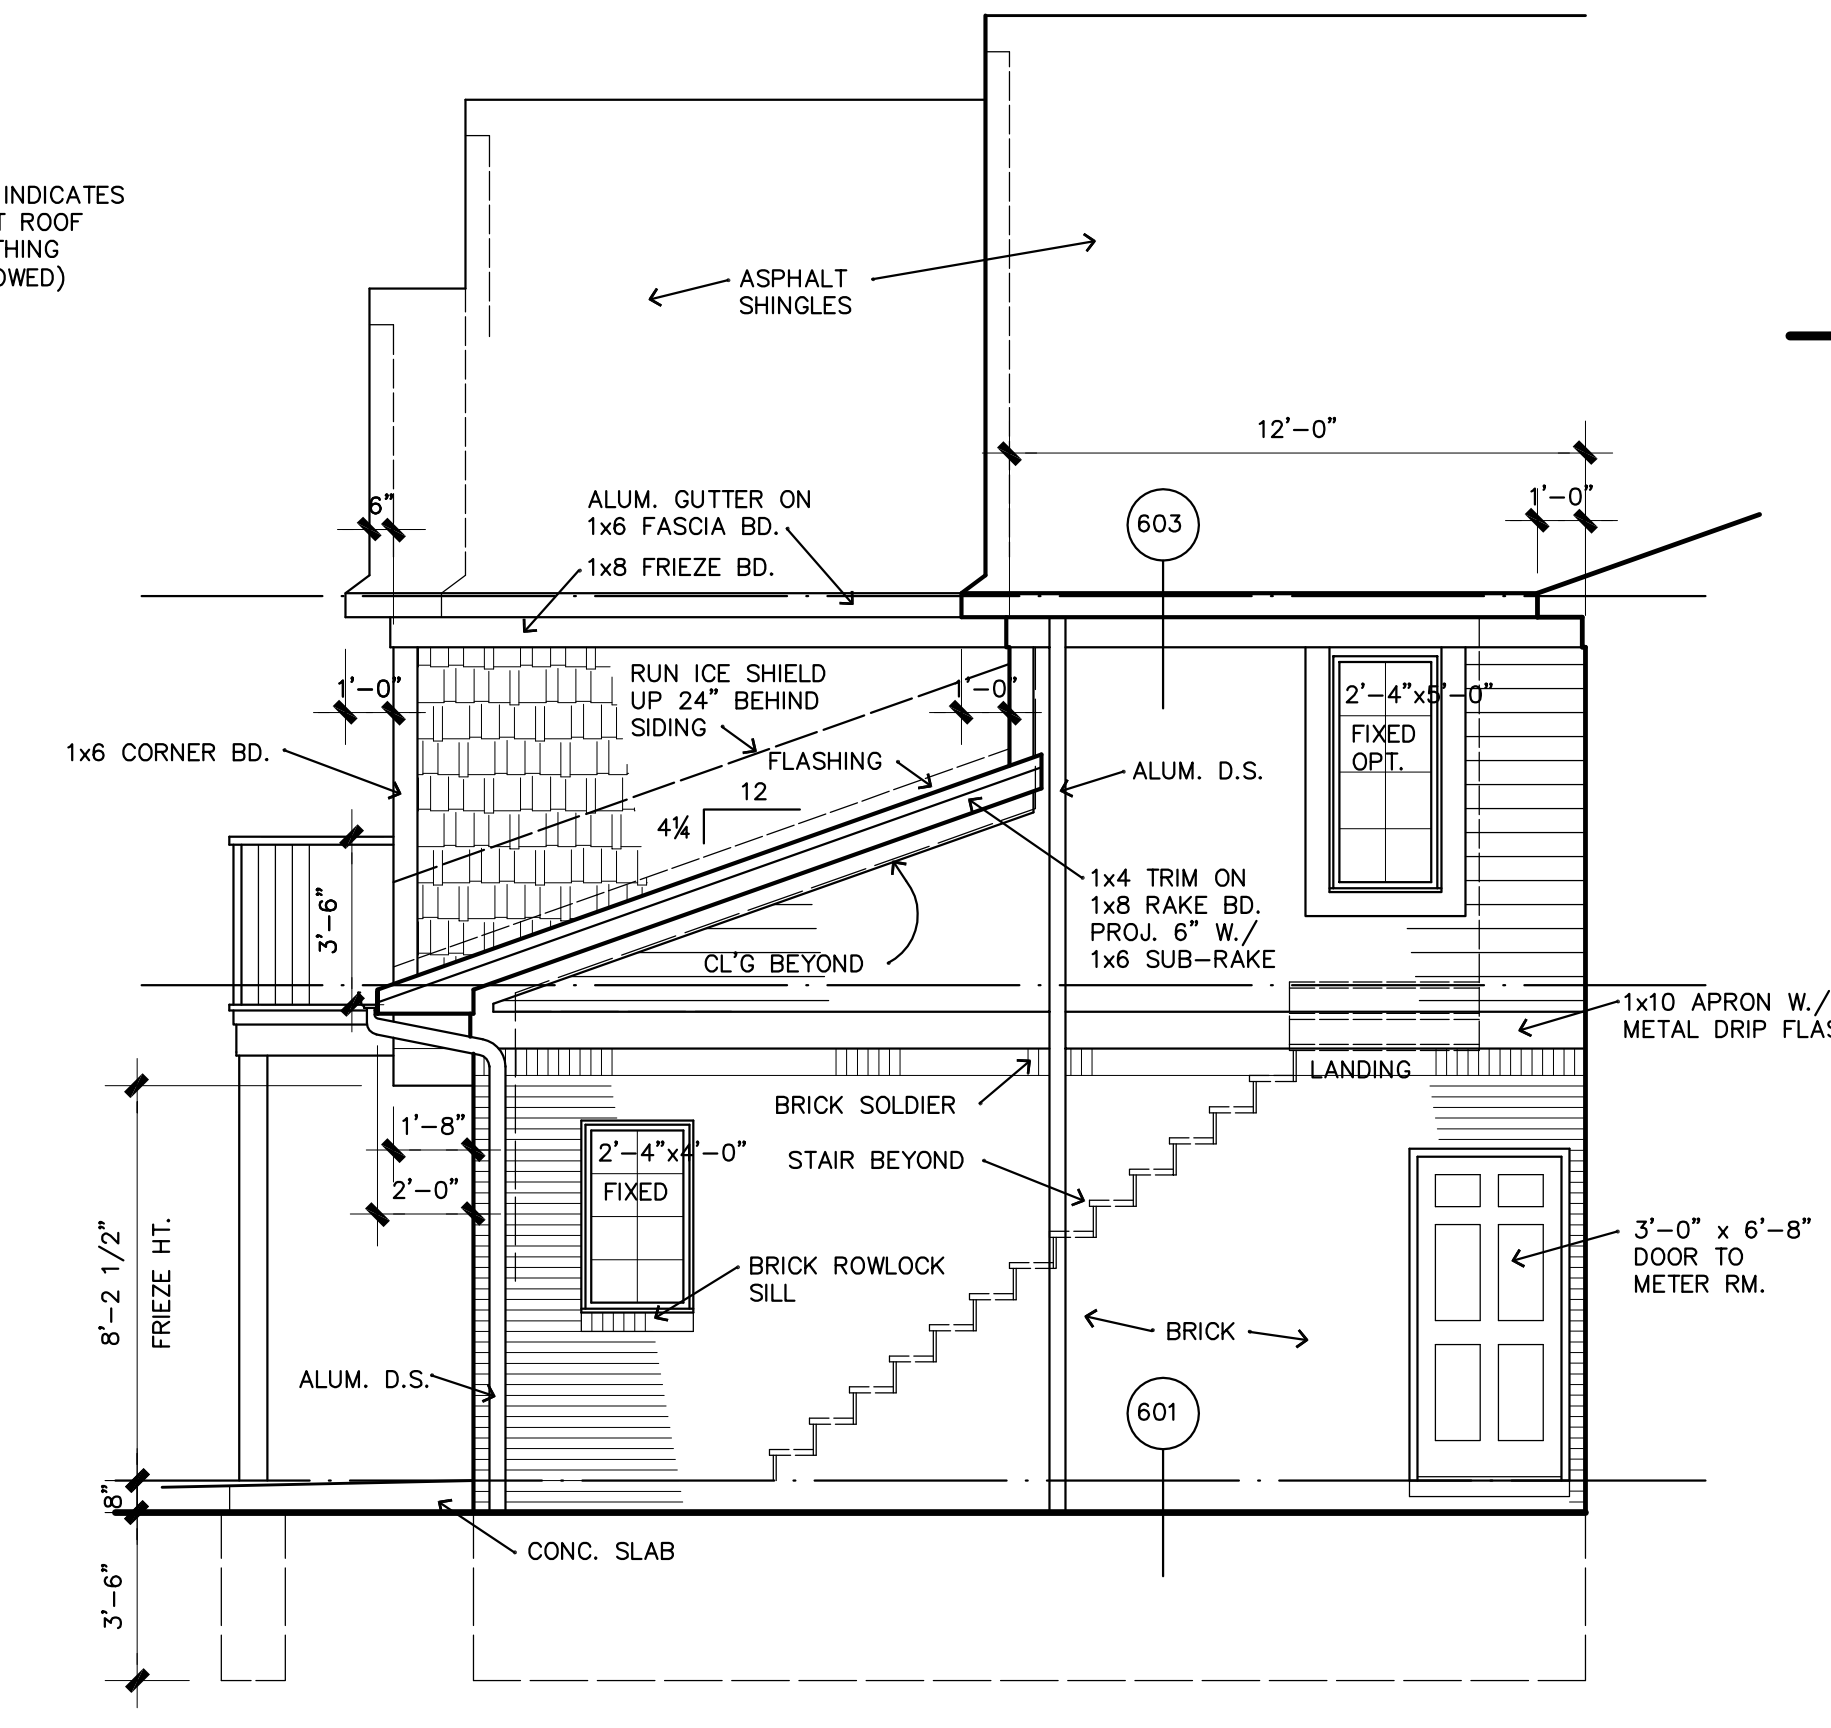 INDICATES
ROOF
12'-0"
ASPHALT
SHINGLES
6"
ALUM. GUTTER ON
1x6 FASCIA BD.
1x8 FRIEZE BD.
603
1'-0"
RUN ICE SHIELD
UP 24" BEHIND
SIDING
1'-0"
1'-0"
2'-4"x5'-0"
FIXED
OPT.
1x6 CORNER BD.
FLASHING
12
4¼
ALUM. D.S.
3'-6"
1x4 TRIM ON
1x8 RAKE BD.
PROJ. 6" W./
1x6 SUB-RAKE
CL'G BEYOND
1x10 APRON W./
METAL DRIP
LANDING
BRICK SOLDIER
1'-8"
2'-4"x4'-0"
FIXED
STAIR BEYOND
2'-0"
8'-2 1/2"
FRIEZE HT.
BRICK ROWLOCK
SILL
3'-0" x 6'-8"
DOOR TO
METER RM.
BRICK
ALUM. D.S.
601
8"
CONC. SLAB
3'-6"